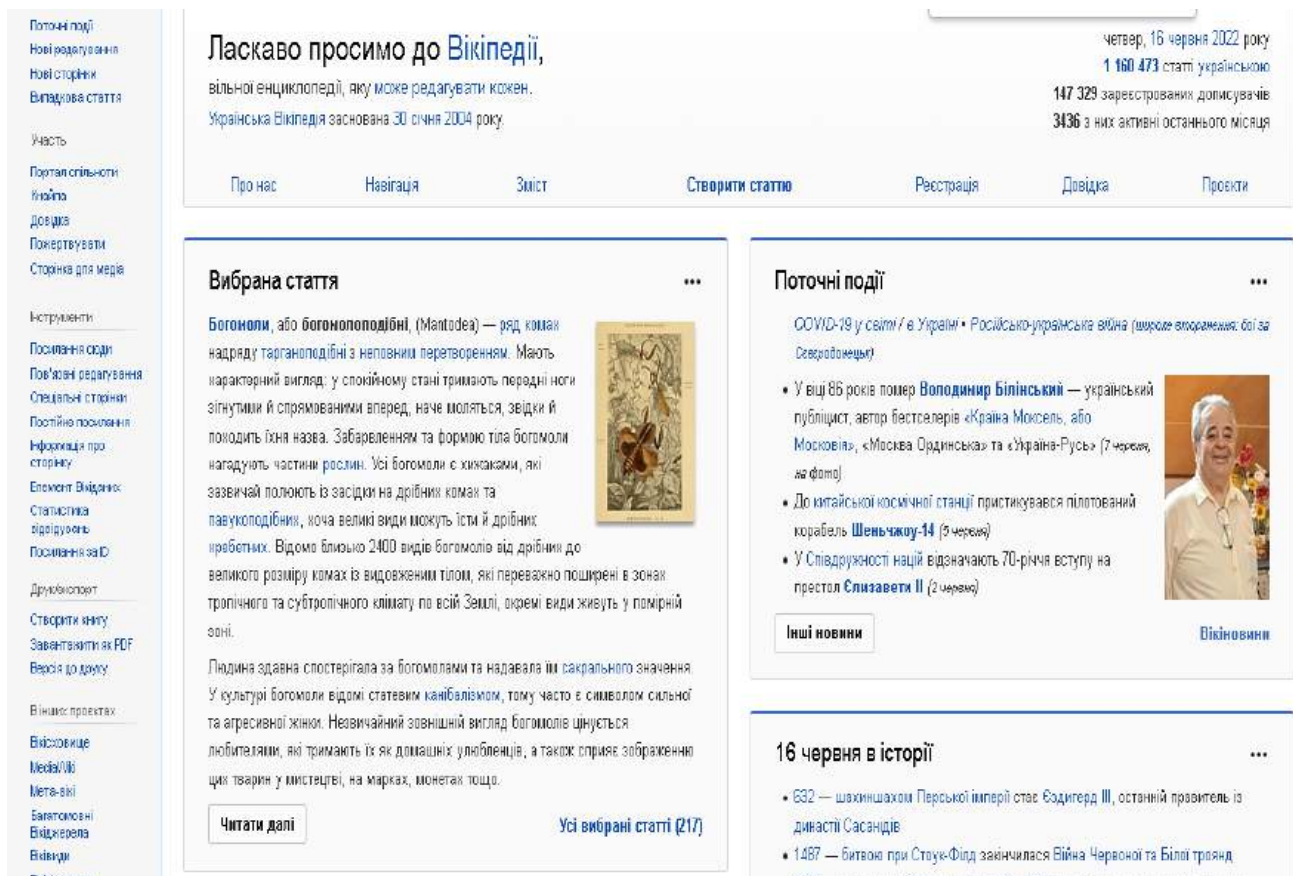 Поточні події
Нові редагування
Нові сторінки
Випадкова стаття
Участь
Портал спільноти
Кнайпа
Довідка
Пожертвувати
Сторінка для медіа
Інструменти
Посилання сюди
Пов'язані редагування
Спеціальні сторінки
Постійне посилання
Інформація про
сторінку
Елемент Вікіданих
Статистика
відвідувань
Посилання за ID
Друк/експорт
Створити книгу
Завантажити як PDF
Версія до друку
В інших проєктах
Вікісховище
MediaWiki
Мета-вікі
Багатомовні
Вікіджерела
Віківиди
Ласкаво просимо до Вікіпедії,
вільної енциклопедії, яку може редагувати кожен.
Українська Вікіпедія заснована 30 січня 2004 року.
четвер, 16 червня 2022 року
1 160 473 статті українською
147 329 зареєстрованих дописувачів
3436 з них активні останнього місяця
Про нас Навігація Зміст Створити статтю Реєстрація Довідка Проєкти
Вибрана стаття •••
Богомоли, або богомолоподібні, (Mantodea) — ряд комах
надряду тарганоподібні з неповним перетворенням. Мають
характерний вигляд: у спокійному стані тримають передні ноги
зігнутими й спрямованими вперед, наче моляться, звідки й
походить їхня назва. Забарвленням та формою тіла богомоли
нагадують частини рослин. Усі богомоли є хижаками, які
зазвичай полюють із засідки на дрібних комах та
павукоподібних, хоча великі види можуть їсти й дрібних
хребетних. Відомо близько 2400 видів богомолів від дрібних до
великого розміру комах із видовженим тілом, які переважно поширені в зонах
тропічного та субтропічного клімату по всій Землі, окремі види живуть у помірній
зоні.
Людина здавна спостерігала за богомолами та надавала їм сакрального значення.
У культурі богомоли відомі статевим канібалізмом, тому часто є символом сильної
та агресивної жінки. Незвичайний зовнішній вигляд богомолів цінується
любителями, які тримають їх як домашніх улюбленців, а також сприяє зображенню
цих тварин у мистецтві, на марках, монетах тощо.
Читати далі Усі вибрані статті (217)
Поточні події •••
COVID-19 у світі / в Україні • Російсько-українська війна (широке вторгнення: бої за
Сєвєродонецьк)
• У віці 86 років помер Володимир Білінський — український
публіцист, автор бестселерів «Країна Моксель, або
Московія», «Москва Ординська» та «Україна-Русь» (7 червня,
на фото)
• До китайської космічної станції пристикувався пілотований
корабель Шеньчжоу-14 (5 червня)
• У Співдружності націй відзначають 70-річчя вступу на
престол Єлизавети II (2 червня)
Інші новини Вікіновини
16 червня в історії •••
• 632 — шахиншахом Перської імперії стає Єздигерд III, останній правитель із
династії Сасанідів
• 1487 — битвою при Стоук-Філд закінчилася Війна Червоної та Білої троянд